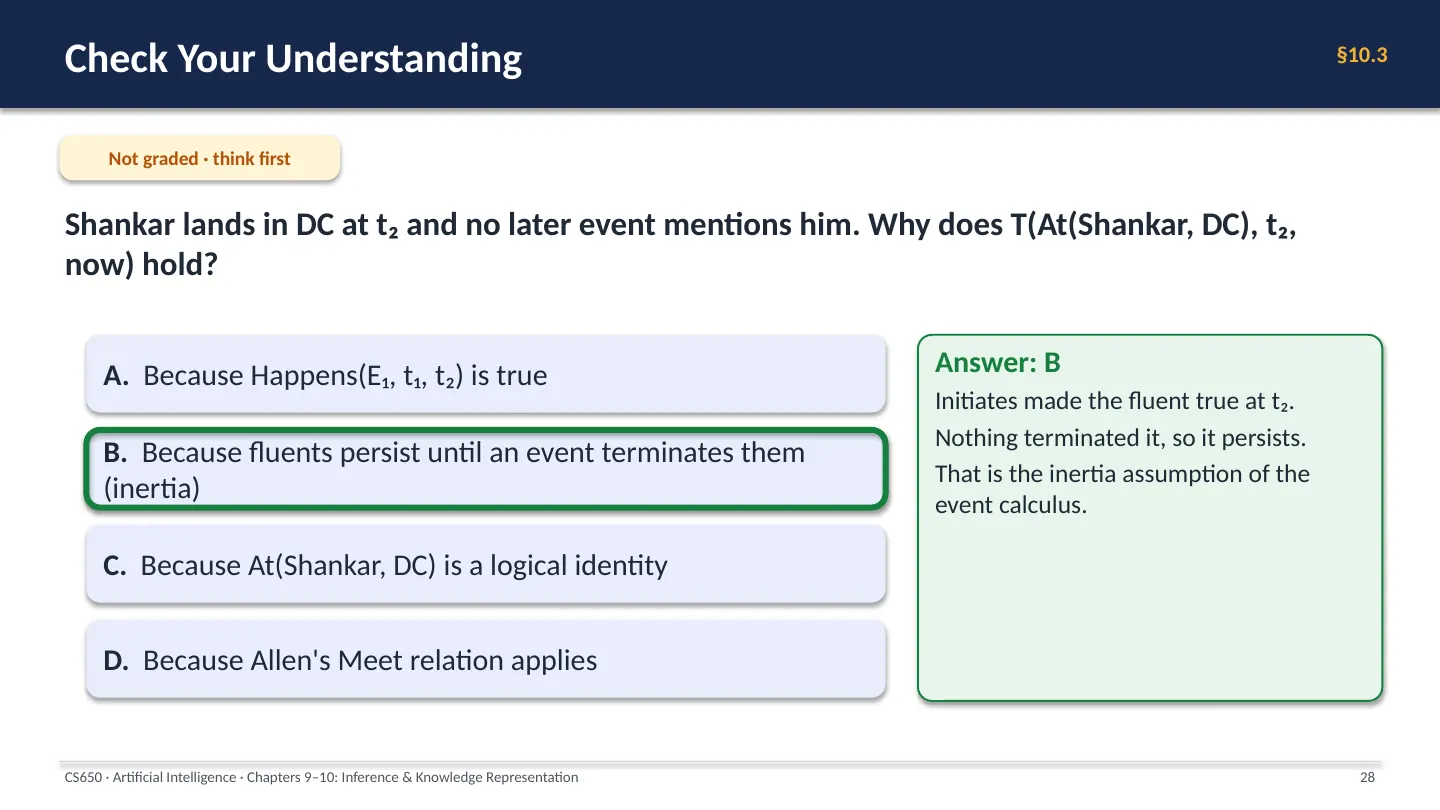 Check Your Understanding
§10.3
Not graded · think first
Shankar lands in DC at t₂ and no later event mentions him. Why does T(At(Shankar, DC), t₂,
now) hold?
A. Because Happens(E₁, t₁, t₂) is true
B. Because fluents persist until an event terminates them
(inertia)
C. Because At(Shankar, DC) is a logical identity
D. Because Allen's Meet relation applies
Answer: B
Initiates made the fluent true at t₂.
Nothing terminated it, so it persists.
That is the inertia assumption of the
event calculus.
CS650 · Artificial Intelligence · Chapters 9–10: Inference & Knowledge Representation
28